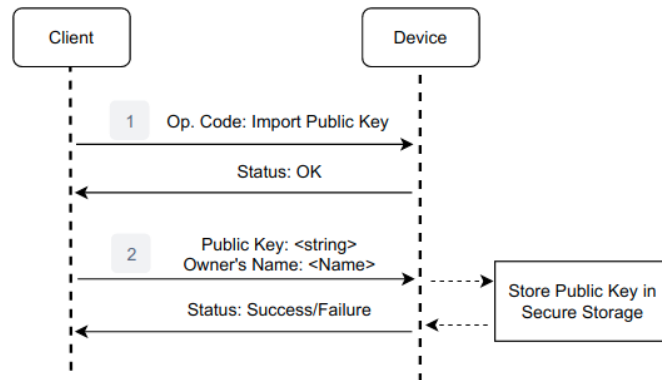 Client
Device
1
Op. Code: Import Public Key
Status: OK
2
Public Key: <string>
Owner's Name: <Name>
Store Public Key in
Secure Storage
Status: Success/Failure